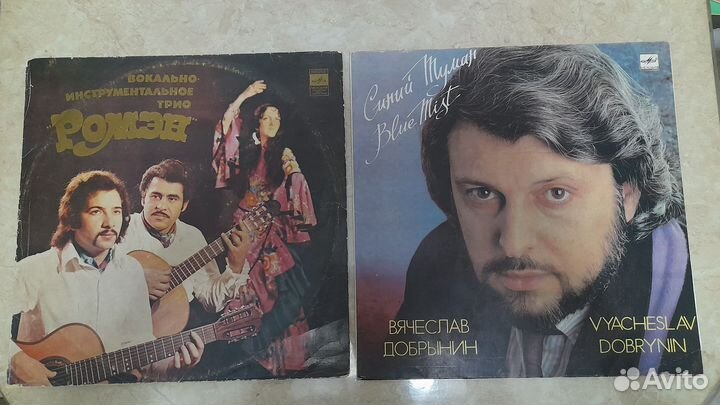 ВОКАЛЬНО-
ИНСТРУМЕНТАЛЬНОЕ
ТРИО
"РОМЭН"
Синий Туман
Blue Mist
ВЯЧЕСЛАВ
ДОБРЫНИН
VYACHESLAV
DOBRYNIN
Avito